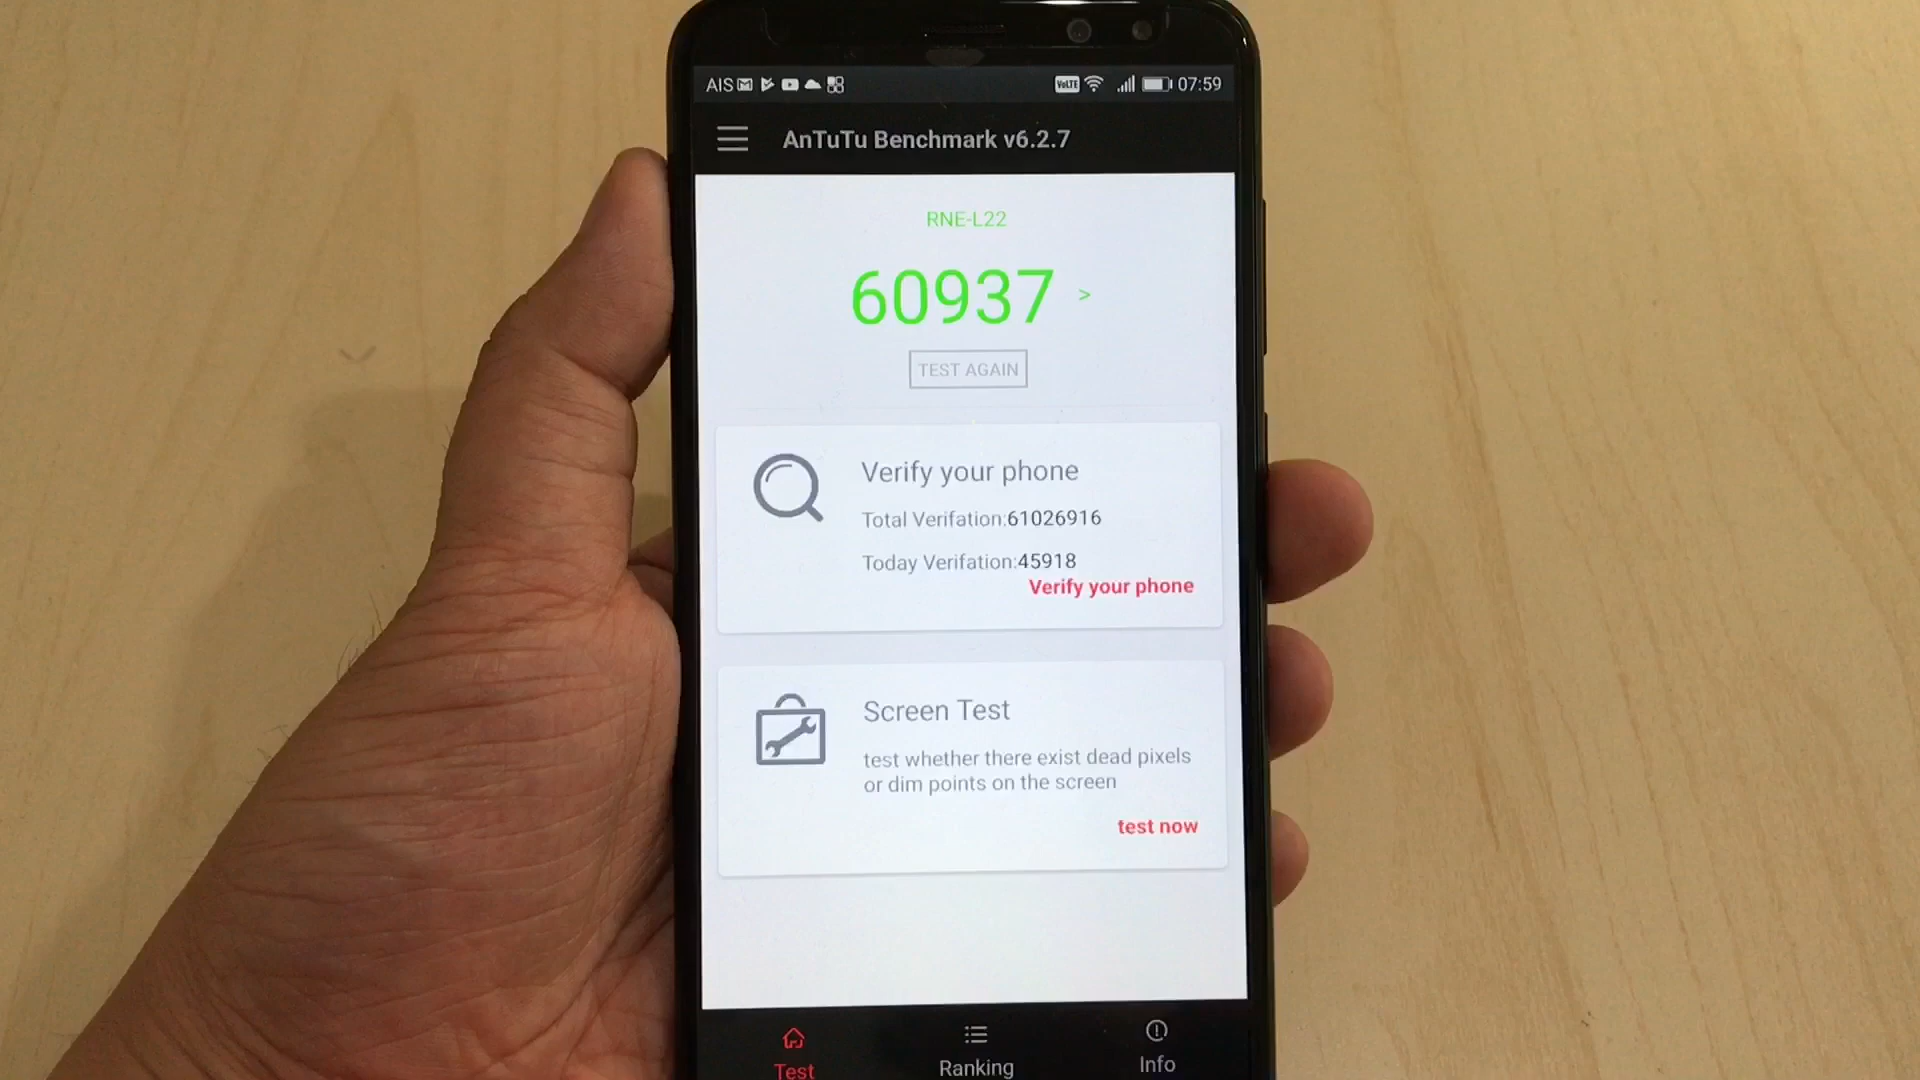 AIS VoLTE 07:59
AnTuTu Benchmark v6.2.7
RNE-L22
60937 >
TEST AGAIN
Verify your phone
Total Verifation:61026916
Today Verifation:45918
Verify your phone
Screen Test
test whether there exist dead pixels
or dim points on the screen
test now
Test Ranking Info